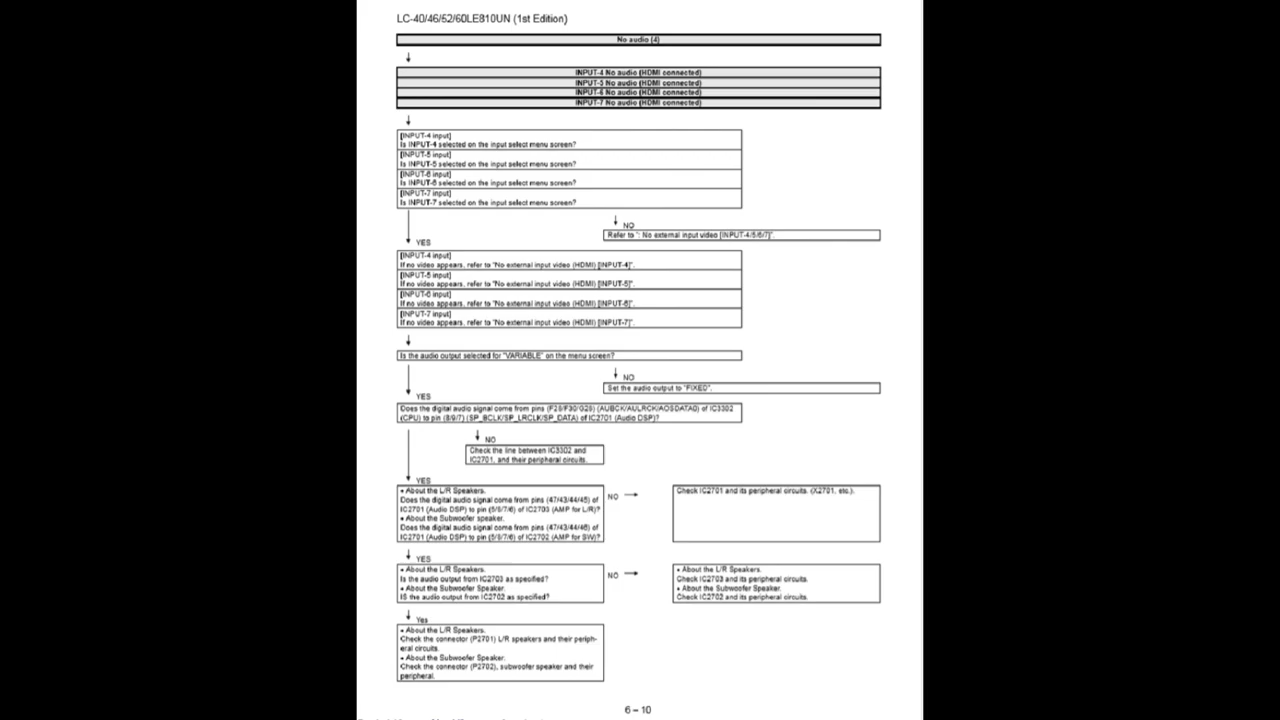 LC-40/46/52/60LE810UN (1st Edition)
No audio (4)
INPUT-4 No audio (HDMI connected)
INPUT-5 No audio (HDMI connected)
INPUT-6 No audio (HDMI connected)
INPUT-7 No audio (HDMI connected)
[INPUT-4 input]
Is INPUT-4 selected on the input select menu screen?
[INPUT-5 input]
Is INPUT-5 selected on the input select menu screen?
[INPUT-6 input]
Is INPUT-6 selected on the input select menu screen?
[INPUT-7 input]
Is INPUT-7 selected on the input select menu screen?
NO
Refer to ": No external input video [INPUT-4/5/6/7]".
YES
[INPUT-4 input]
If no video appears, refer to "No external input video (HDMI) [INPUT-4]".
[INPUT-5 input]
If no video appears, refer to "No external input video (HDMI) [INPUT-5]".
[INPUT-6 input]
If no video appears, refer to "No external input video (HDMI) [INPUT-6]".
[INPUT-7 input]
If no video appears, refer to "No external input video (HDMI) [INPUT-7]".
Is the audio output selected for "VARIABLE" on the menu screen?
NO
Set the audio output to "FIXED".
YES
Does the digital audio signal come from pins (F28/F30/G28) (AUBCK/AULRCK/AOSDATA0) of IC3302
(CPU) to pin (8/9/7) (SP_BCLK/SP_LRCLK/SP_DATA) of IC2701 (Audio DSP)?
NO
Check the line between IC3302 and
IC2701, and their peripheral circuits.
YES
• About the L/R Speakers.
Does the digital audio signal come from pins (47/43/44/45) of
IC2701 (Audio DSP) to pin (5/8/7/6) of IC2703 (AMP for L/R)?
• About the Subwoofer speaker.
Does the digital audio signal come from pins (47/43/44/46) of
IC2701 (Audio DSP) to pin (5/8/7/6) of IC2702 (AMP for SW)?
NO
Check IC2701 and its peripheral circuits. (X2701, etc.).
YES
• About the L/R Speakers.
Is the audio output from IC2703 as specified?
• About the Subwoofer Speaker.
IS the audio output from IC2702 as specified?
NO
• About the L/R Speakers.
Check IC2703 and its peripheral circuits.
• About the Subwoofer Speaker.
Check IC2702 and its peripheral circuits.
Yes
• About the L/R Speakers.
Check the connector (P2701) L/R speakers and their periph-
eral circuits.
• About the Subwoofer Speaker.
Check the connector (P2702), subwoofer speaker and their
peripheral.
6 – 10